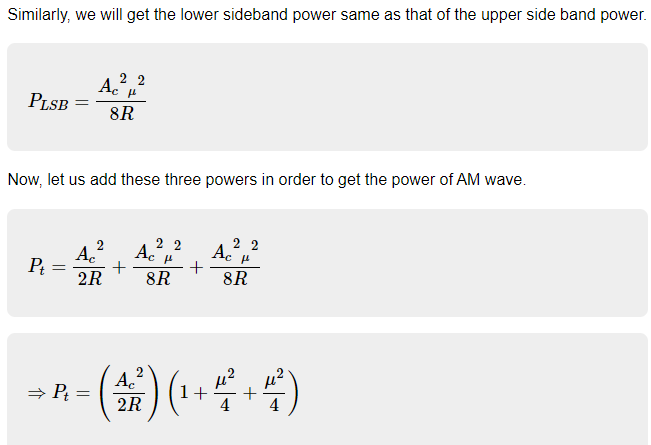 Similarly, we will get the lower sideband power same as that of the upper side band power.
P_{LSB} = \frac{A_c{}^2{}_\mu{}^2}{8R}
Now, let us add these three powers in order to get the power of AM wave.
P_t = \frac{A_c{}^2}{2R} + \frac{A_c{}^2{}_\mu{}^2}{8R} + \frac{A_c{}^2{}_\mu{}^2}{8R}
\Rightarrow P_t = \left(\frac{A_c{}^2}{2R}\right)\left(1 + \frac{\mu^2}{4} + \frac{\mu^2}{4}\right)